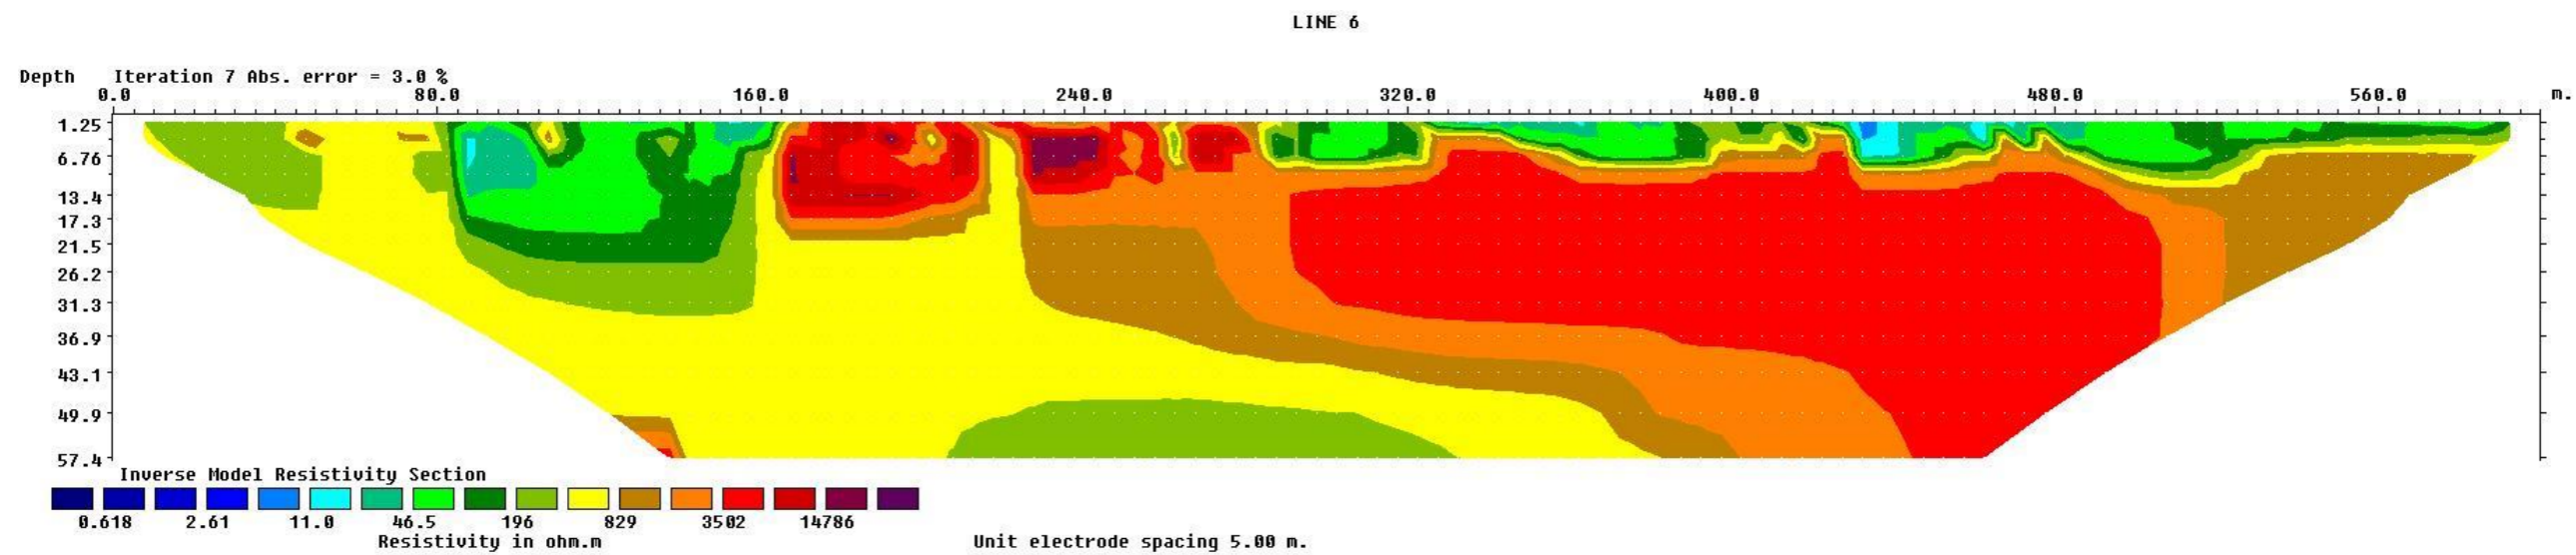 LINE 6
Depth Iteration 7 Abs. error = 3.0 %
0.0 80.0 160.0 240.0 320.0 400.0 480.0 560.0 m.
1.25
6.76
13.4
17.3
21.5
26.2
31.3
36.9
43.1
49.9
57.4
Inverse Model Resistivity Section
0.618 2.61 11.0 46.5 196 829 3502 14786
Resistivity in ohm.m Unit electrode spacing 5.00 m.